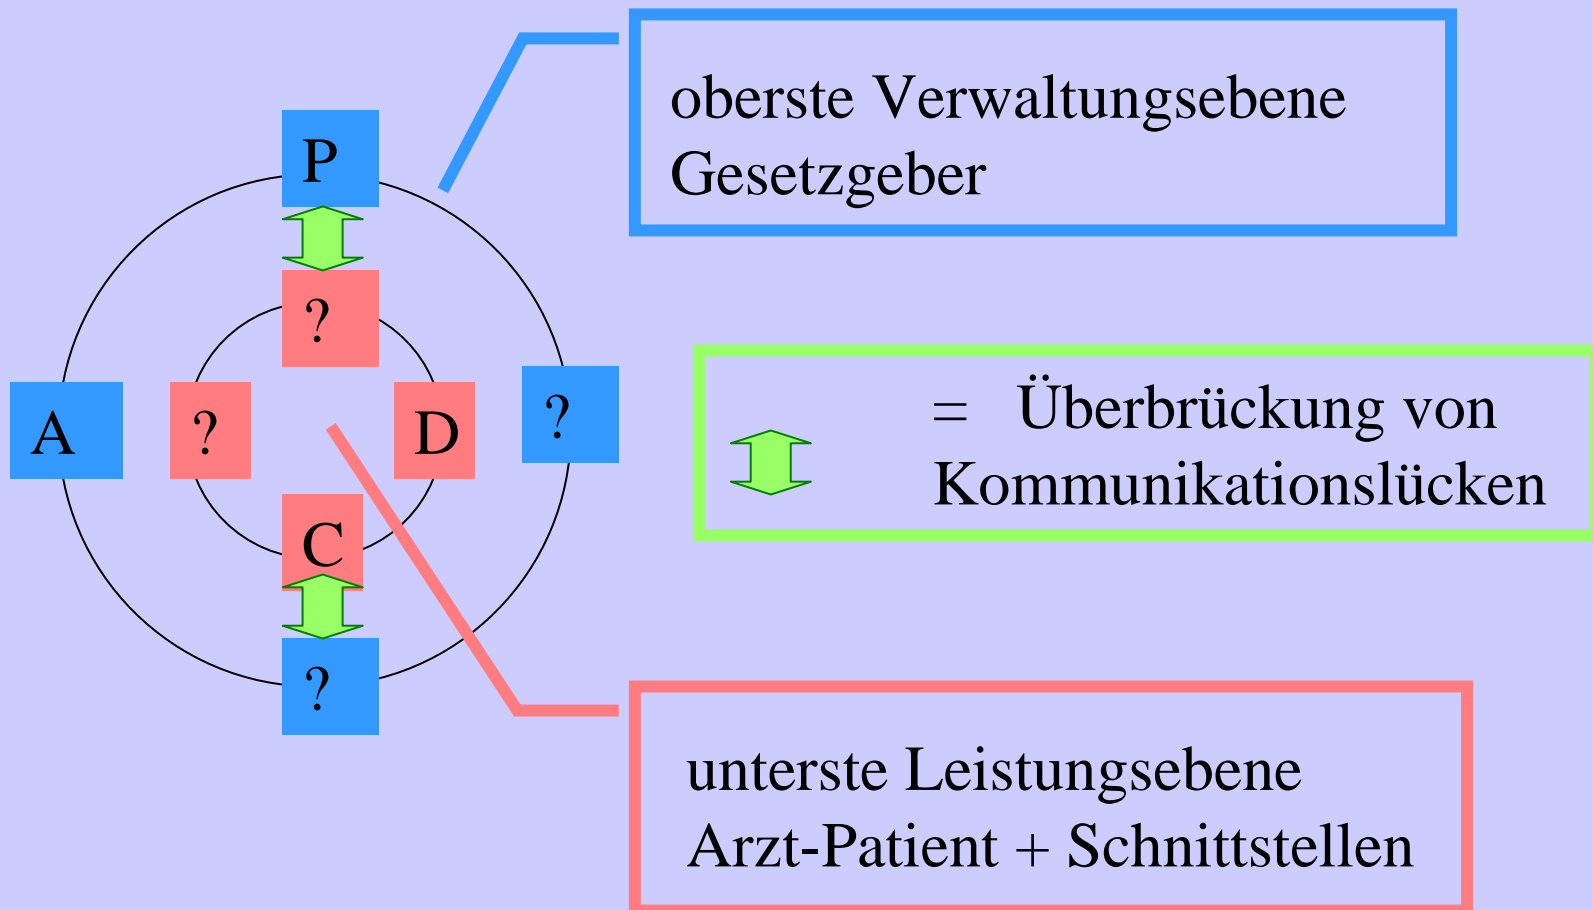 oberste Verwaltungsebene
Gesetzgeber
P
?
A
?
D
?
C
?
= Überbrückung von
Kommunikationslücken
unterste Leistungsebene
Arzt-Patient + Schnittstellen